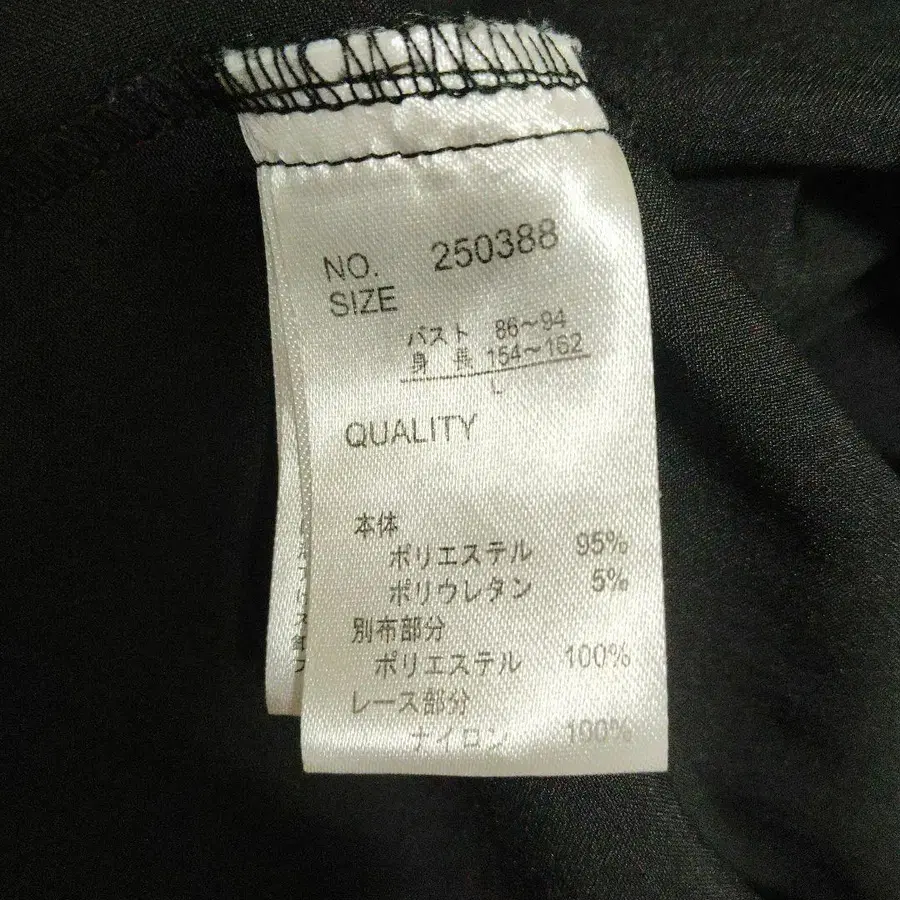 NO. 250388
SIZE
バスト 86～94
身長 154～162
L
QUALITY
本体
ポリエステル 95%
ポリウレタン 5%
別布部分
ポリエステル 100%
レース部分
ナイロン 100%